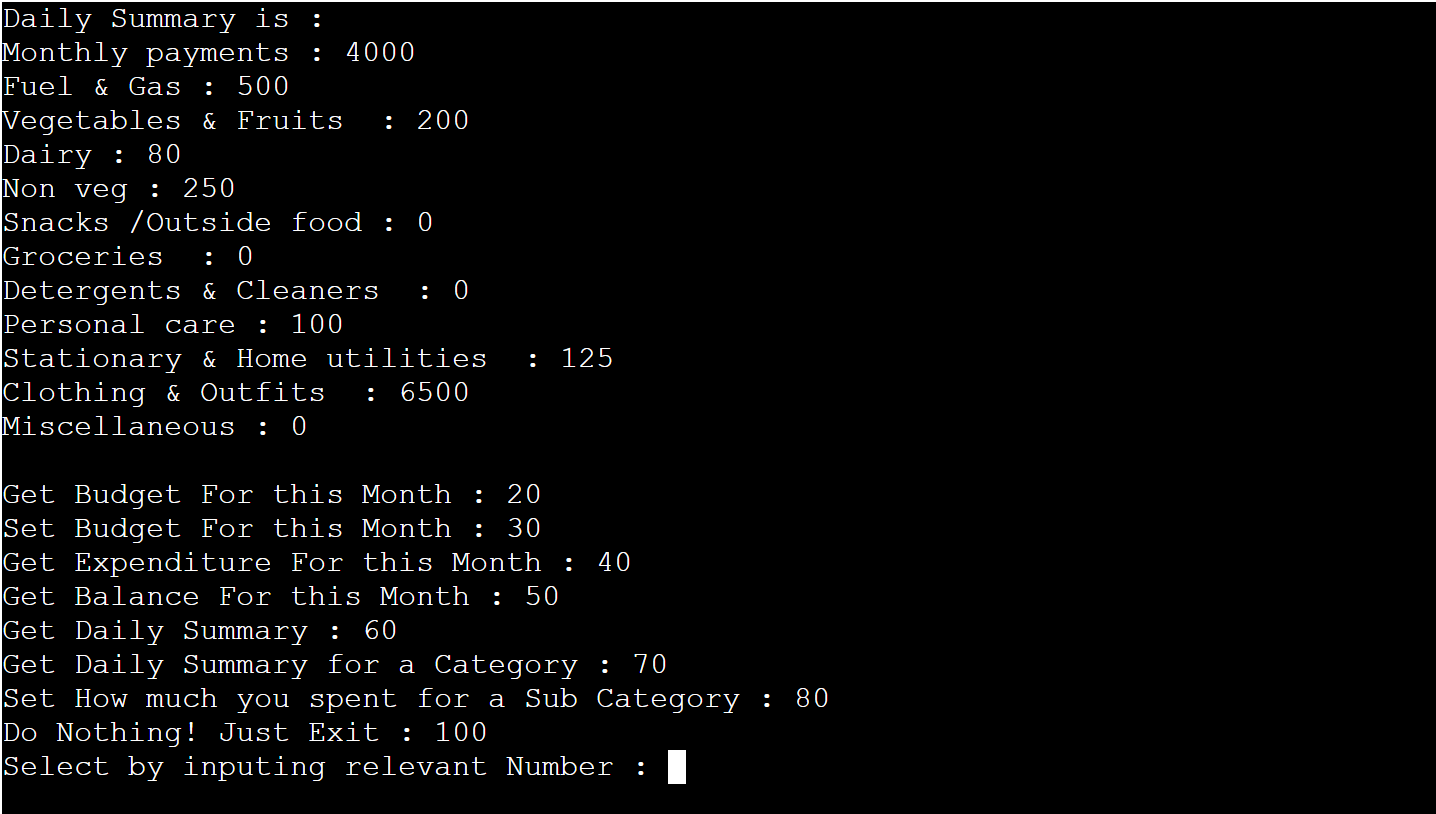 Daily Summary is :
Monthly payments : 4000
Fuel & Gas : 500
Vegetables & Fruits  : 200
Dairy : 80
Non veg : 250
Snacks /Outside food : 0
Groceries  : 0
Detergents & Cleaners  : 0
Personal care : 100
Stationary & Home utilities  : 125
Clothing & Outfits  : 6500
Miscellaneous : 0

Get Budget For this Month : 20
Set Budget For this Month : 30
Get Expenditure For this Month : 40
Get Balance For this Month : 50
Get Daily Summary : 60
Get Daily Summary for a Category : 70
Set How much you spent for a Sub Category : 80
Do Nothing! Just Exit : 100
Select by inputing relevant Number :